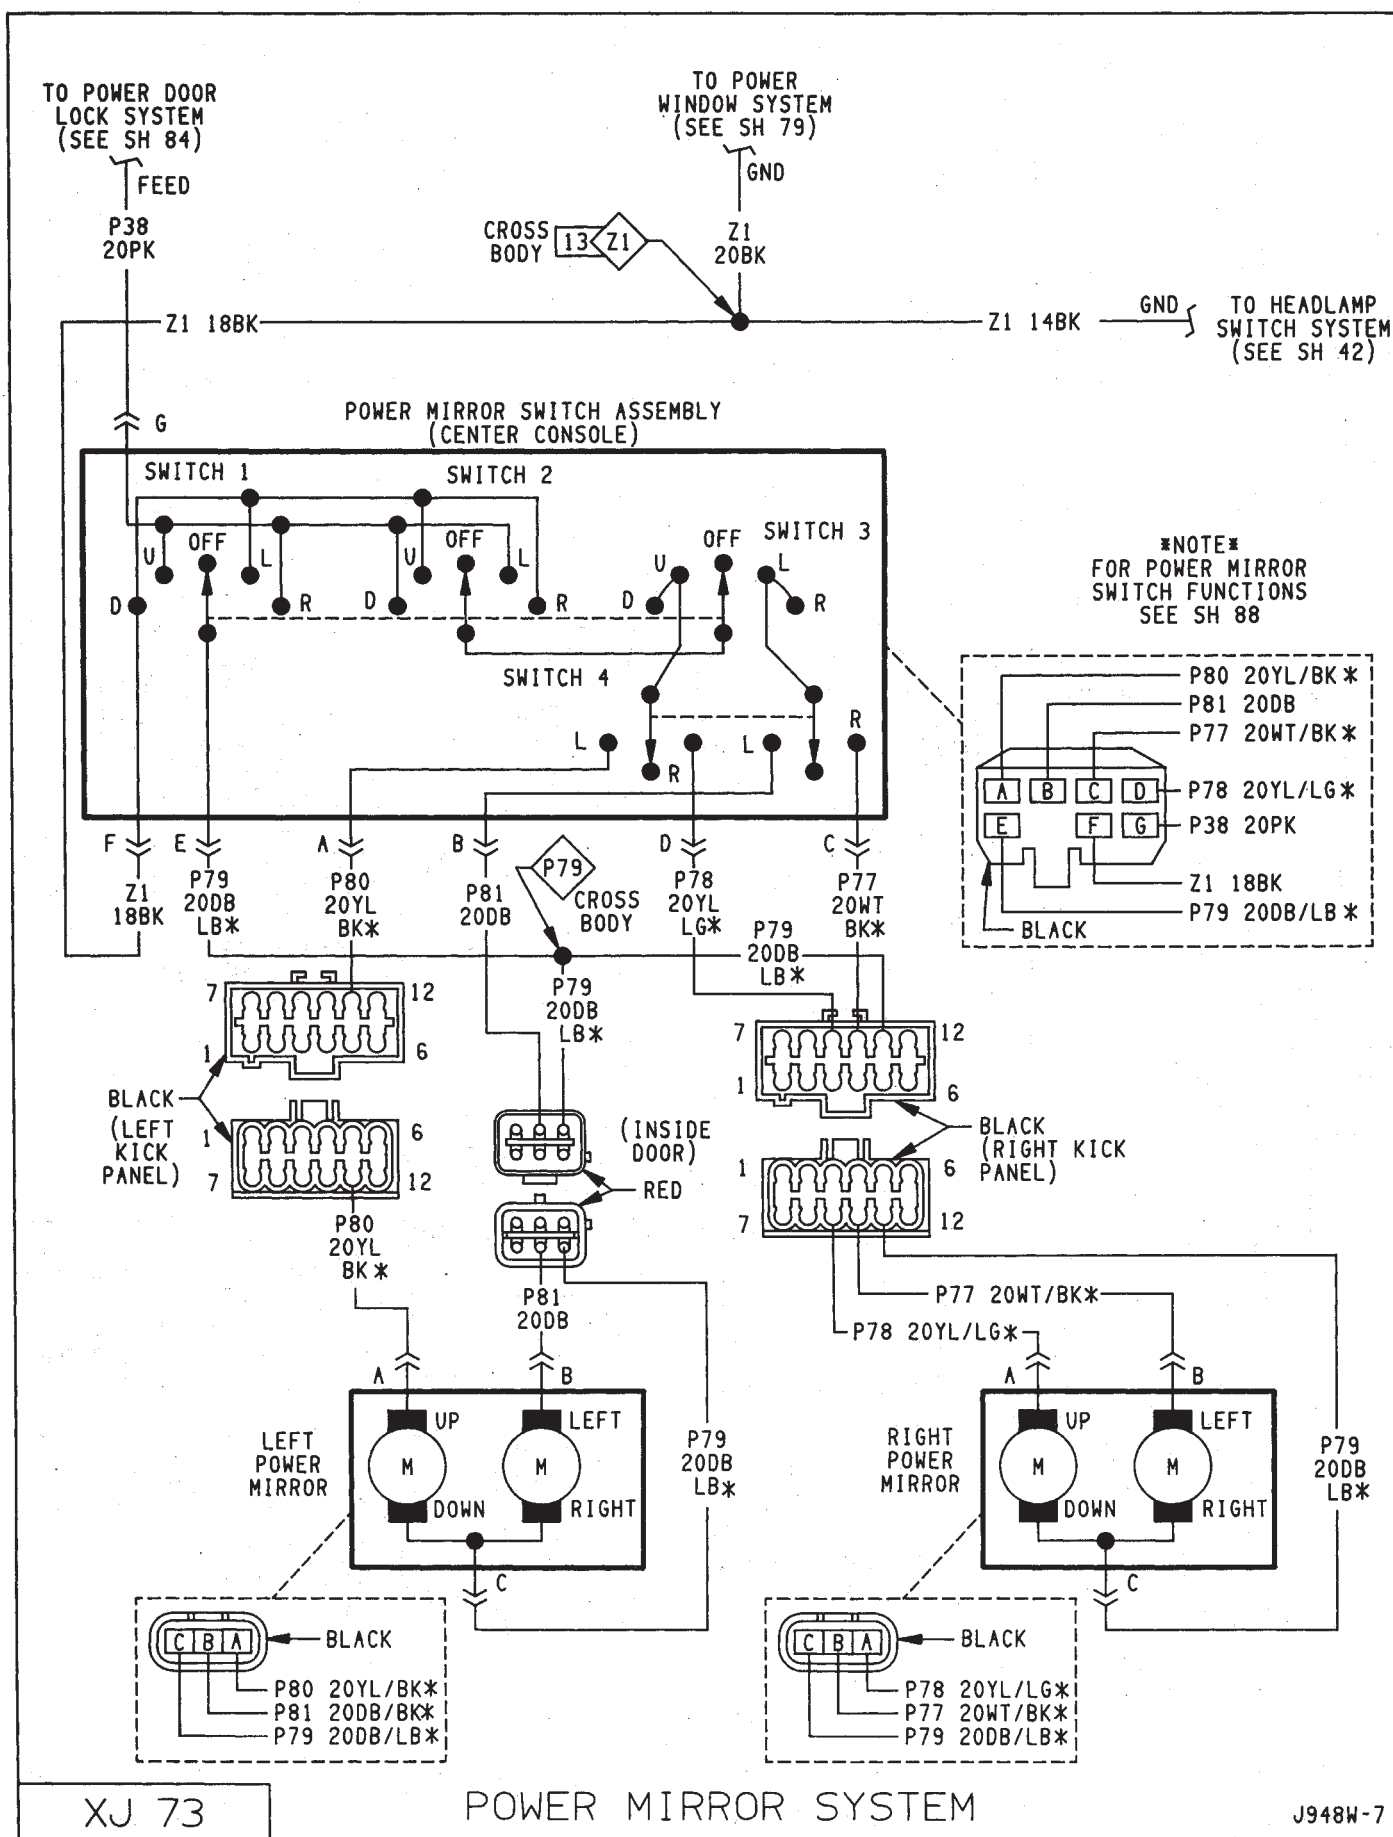 TO POWER DOOR
LOCK SYSTEM
(SEE SH 84)
FEED
P38
20PK
TO POWER
WINDOW SYSTEM
(SEE SH 79)
GND
Z1
20BK
CROSS
BODY
13
Z1
Z1 18BK
Z1 14BK
GND
TO HEADLAMP
SWITCH SYSTEM
(SEE SH 42)
G
POWER MIRROR SWITCH ASSEMBLY
(CENTER CONSOLE)
SWITCH 1
SWITCH 2
SWITCH 3
U
OFF
L
D
R
U
OFF
L
D
R
U
OFF
L
D
R
SWITCH 4
L
R
L
R
*NOTE*
FOR POWER MIRROR
SWITCH FUNCTIONS
SEE SH 88
P80 20YL/BK*
P81 20DB
P77 20WT/BK*
A
B
C
D
P78 20YL/LG*
E
F
G
P38 20PK
Z1 18BK
P79 20DB/LB*
BLACK
F
E
A
B
D
C
Z1
18BK
P79
20DB
LB*
P80
20YL
BK*
P81
20DB
P79
CROSS
BODY
P78
20YL
LG*
P77
20WT
BK*
P79
20DB
LB*
P79
20DB
LB*
7
12
1
6
BLACK
(LEFT
KICK
PANEL)
1
6
7
12
(INSIDE
DOOR)
RED
7
12
1
6
BLACK
(RIGHT KICK
PANEL)
1
6
7
12
P80
20YL
BK*
P81
20DB
P77 20WT/BK*
P78 20YL/LG*
A
B
A
B
LEFT
POWER
MIRROR
UP
LEFT
M
M
DOWN
RIGHT
C
P79
20DB
LB*
RIGHT
POWER
MIRROR
UP
LEFT
M
M
DOWN
RIGHT
C
P79
20DB
LB*
C B A
BLACK
P80 20YL/BK*
P81 20DB/BK*
P79 20DB/LB*
C B A
BLACK
P78 20YL/LG*
P77 20WT/BK*
P79 20DB/LB*
XJ 73
POWER MIRROR SYSTEM
J948W-7